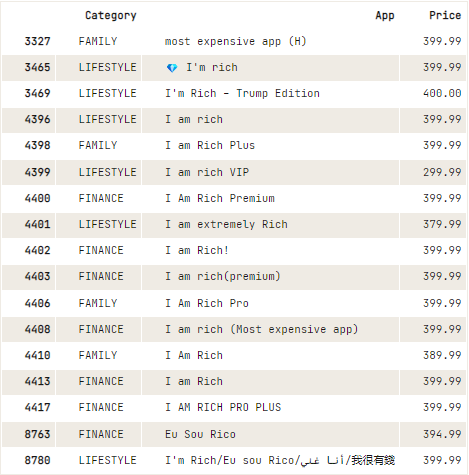 Category App Price
3327 FAMILY most expensive app (H) 399.99
3465 LIFESTYLE 💎 I'm rich 399.99
3469 LIFESTYLE I'm Rich - Trump Edition 400.00
4396 LIFESTYLE I am rich 399.99
4398 FAMILY I am Rich Plus 399.99
4399 LIFESTYLE I am rich VIP 299.99
4400 FINANCE I Am Rich Premium 399.99
4401 LIFESTYLE I am extremely Rich 379.99
4402 FINANCE I am Rich! 399.99
4403 FINANCE I am rich(premium) 399.99
4406 FAMILY I Am Rich Pro 399.99
4408 FINANCE I am rich (Most expensive app) 399.99
4410 FAMILY I Am Rich 389.99
4413 FINANCE I am Rich 399.99
4417 FINANCE I AM RICH PRO PLUS 399.99
8763 FINANCE Eu Sou Rico 394.99
8780 LIFESTYLE I'm Rich/Eu sou Rico/أنا غني/我很有錢 399.99